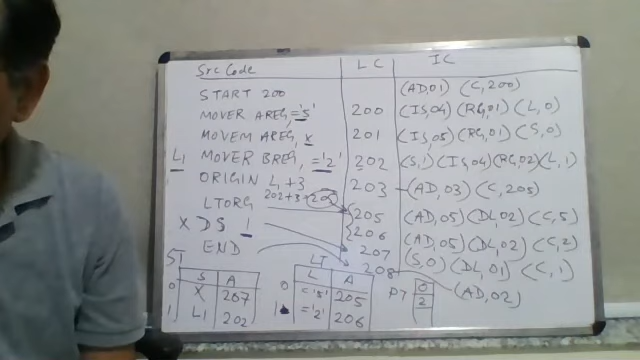 Src Code LC IC
START 200 (AD,01) (C,200)
MOVER AREG,='5' 200 (IS,04) (RG,01) (L,0)
MOVEM AREG, X 201 (IS,05) (RG,01) (S,0)
L1 MOVER BREG, ='2' 202 (S,1) (IS,04) (RG,02) (L,1)
ORIGIN L1+3 203 (AD,03) (C,205)
202+3=205
LTORG 205 (AD,05) (DL,02) (C,5)
206 (AD,05) (DL,02) (C,2)
X DS 1 207 (S,0) (DL,01) (C,1)
END 208 (AD,02)
ST
S A
0 X 207
1 L1 202
LT
L A
0 ='5' 205
1 ='2' 206
PT
0
2